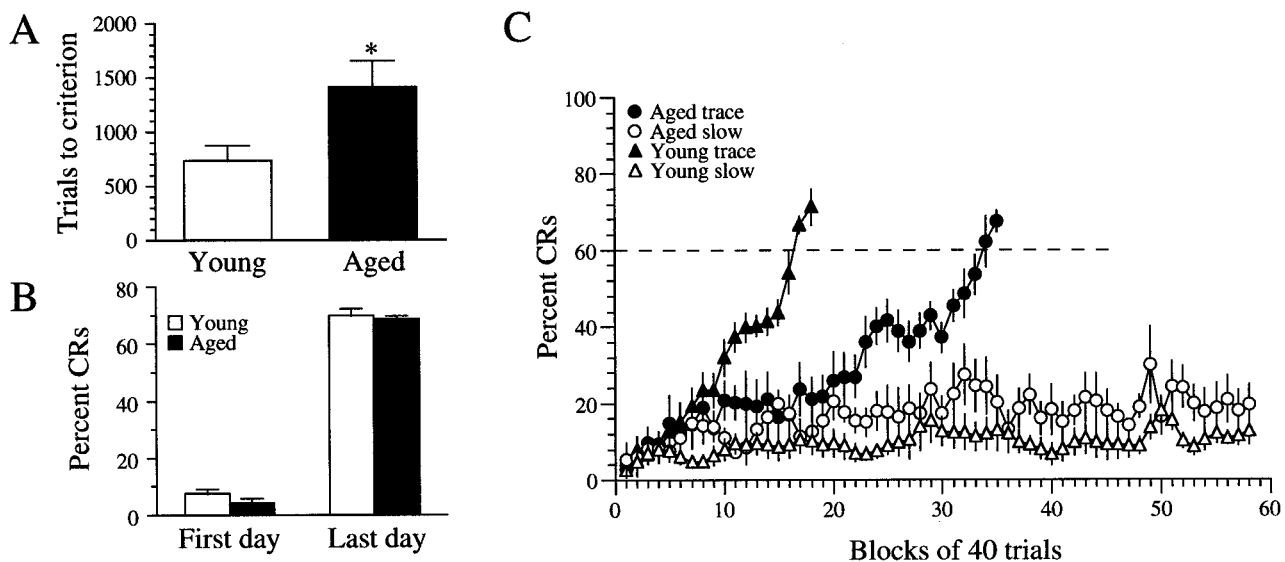 A
Trials to criterion
2000
1500
1000
500
0
*
Young
Aged
B
Percent CRs
80
60
40
20
0
Young
Aged
First day
Last day
C
Percent CRs
100
80
60
40
20
0
Aged trace
Aged slow
Young trace
Young slow
0 10 20 30 40 50 60
Blocks of 40 trials